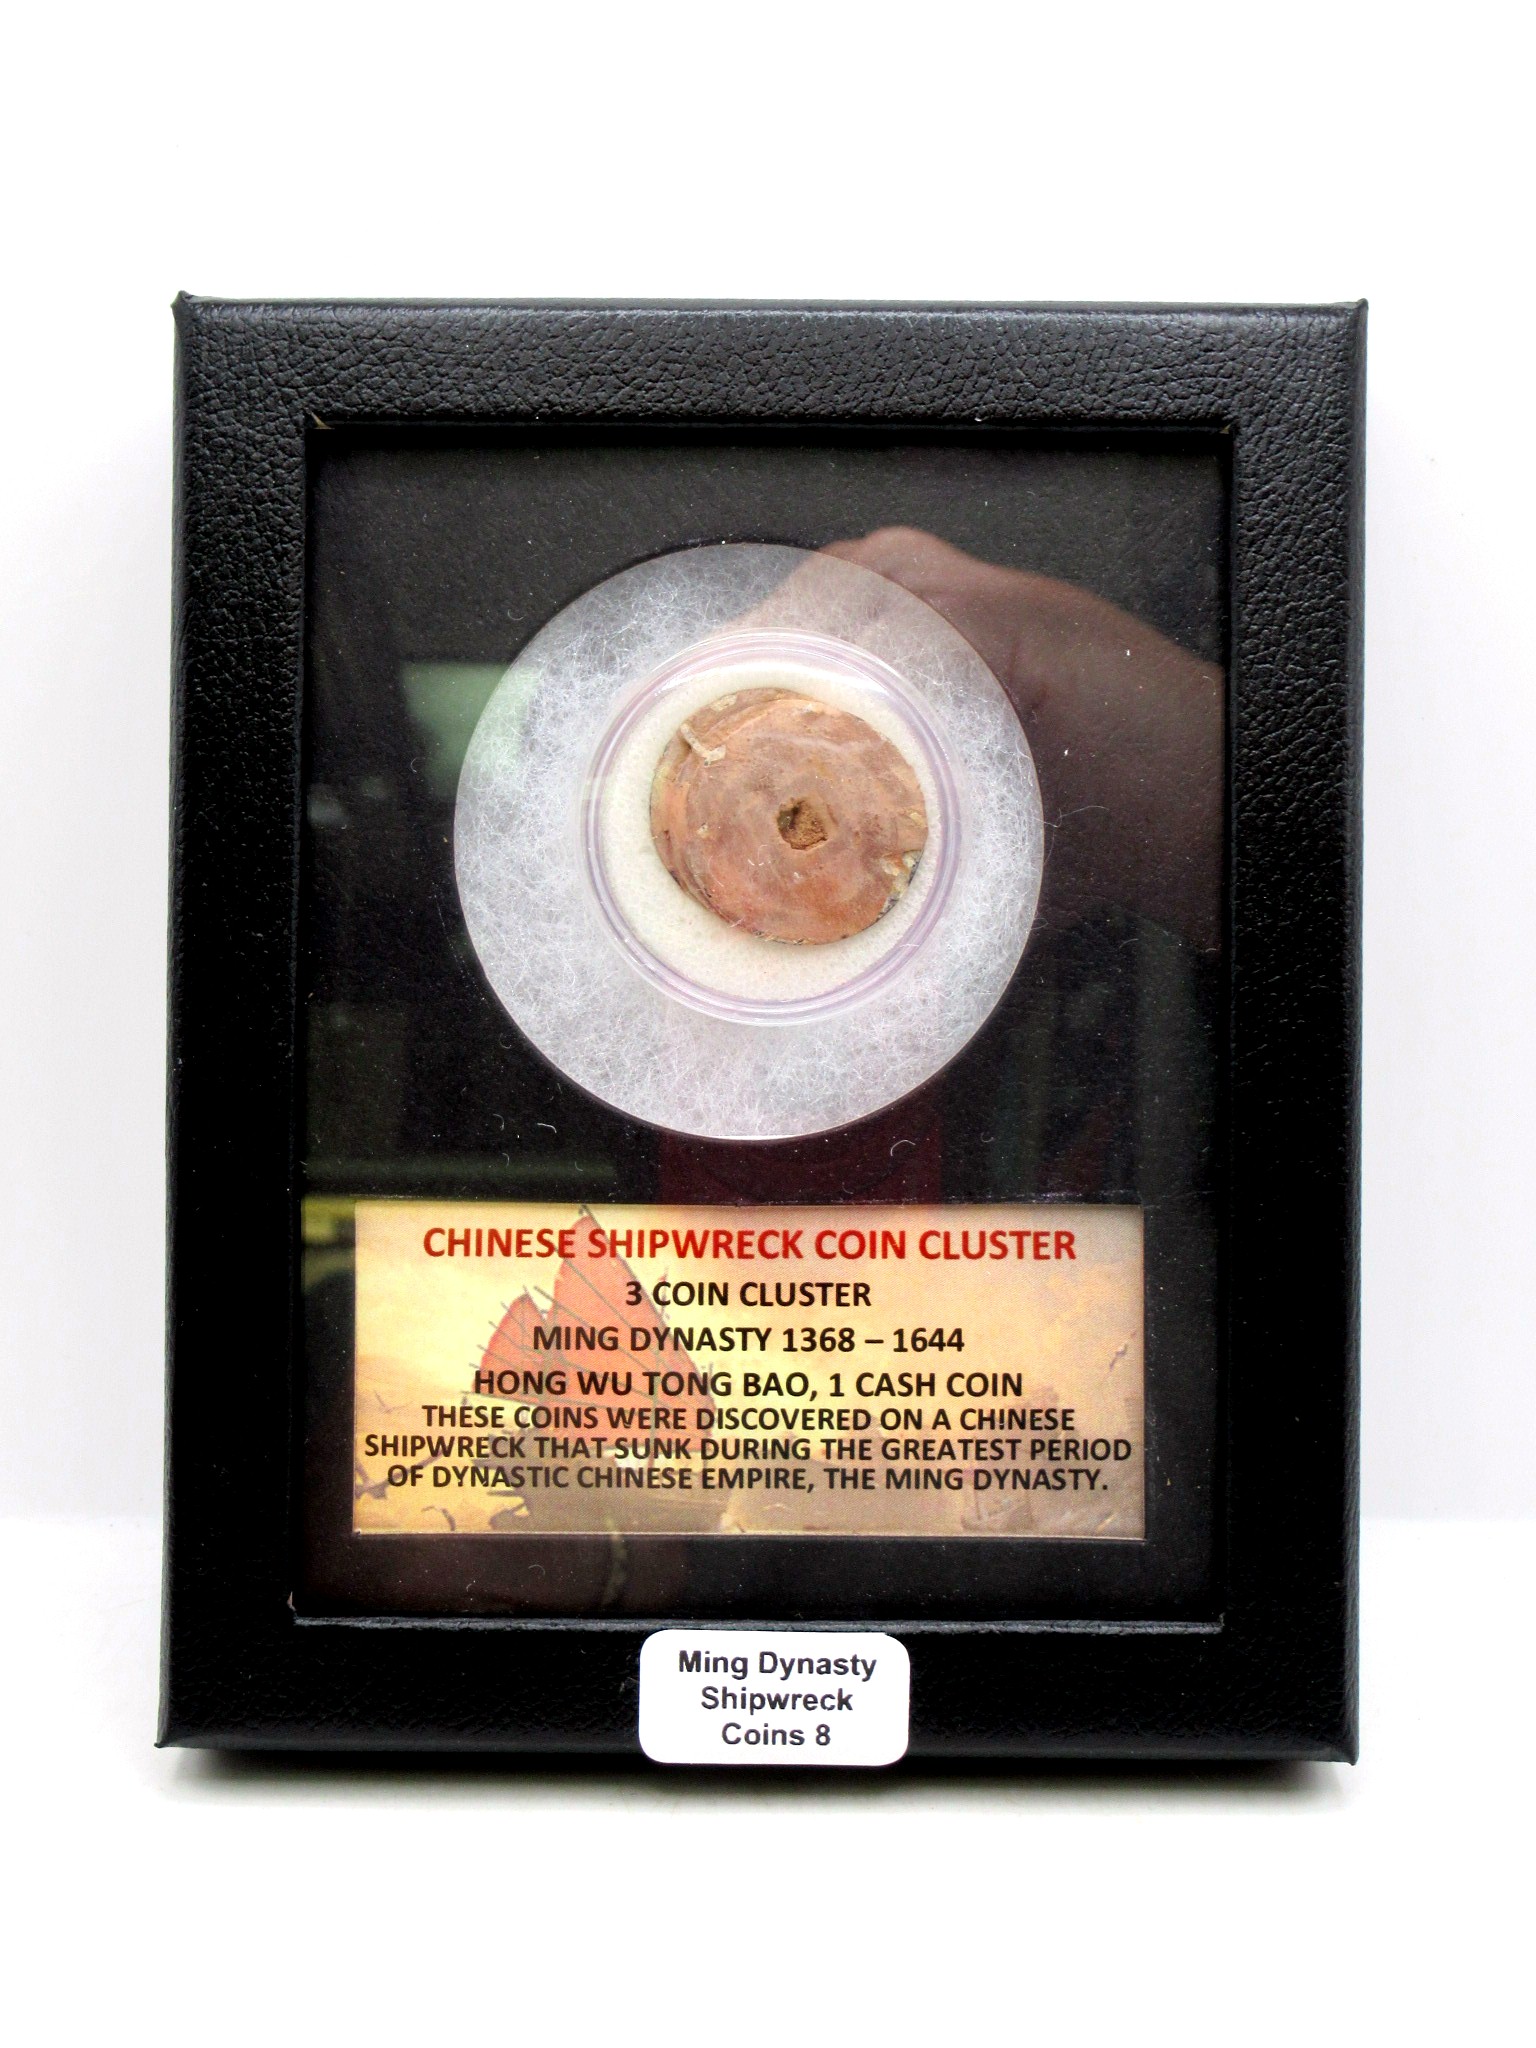 CHINESE SHIPWRECK COIN CLUSTER
3 COIN CLUSTER
MING DYNASTY 1368 – 1644
HONG WU TONG BAO, 1 CASH COIN
THESE COINS WERE DISCOVERED ON A CHINESE
SHIPWRECK THAT SUNK DURING THE GREATEST PERIOD
OF DYNASTIC CHINESE EMPIRE, THE MING DYNASTY.
Ming Dynasty
Shipwreck
Coins 8